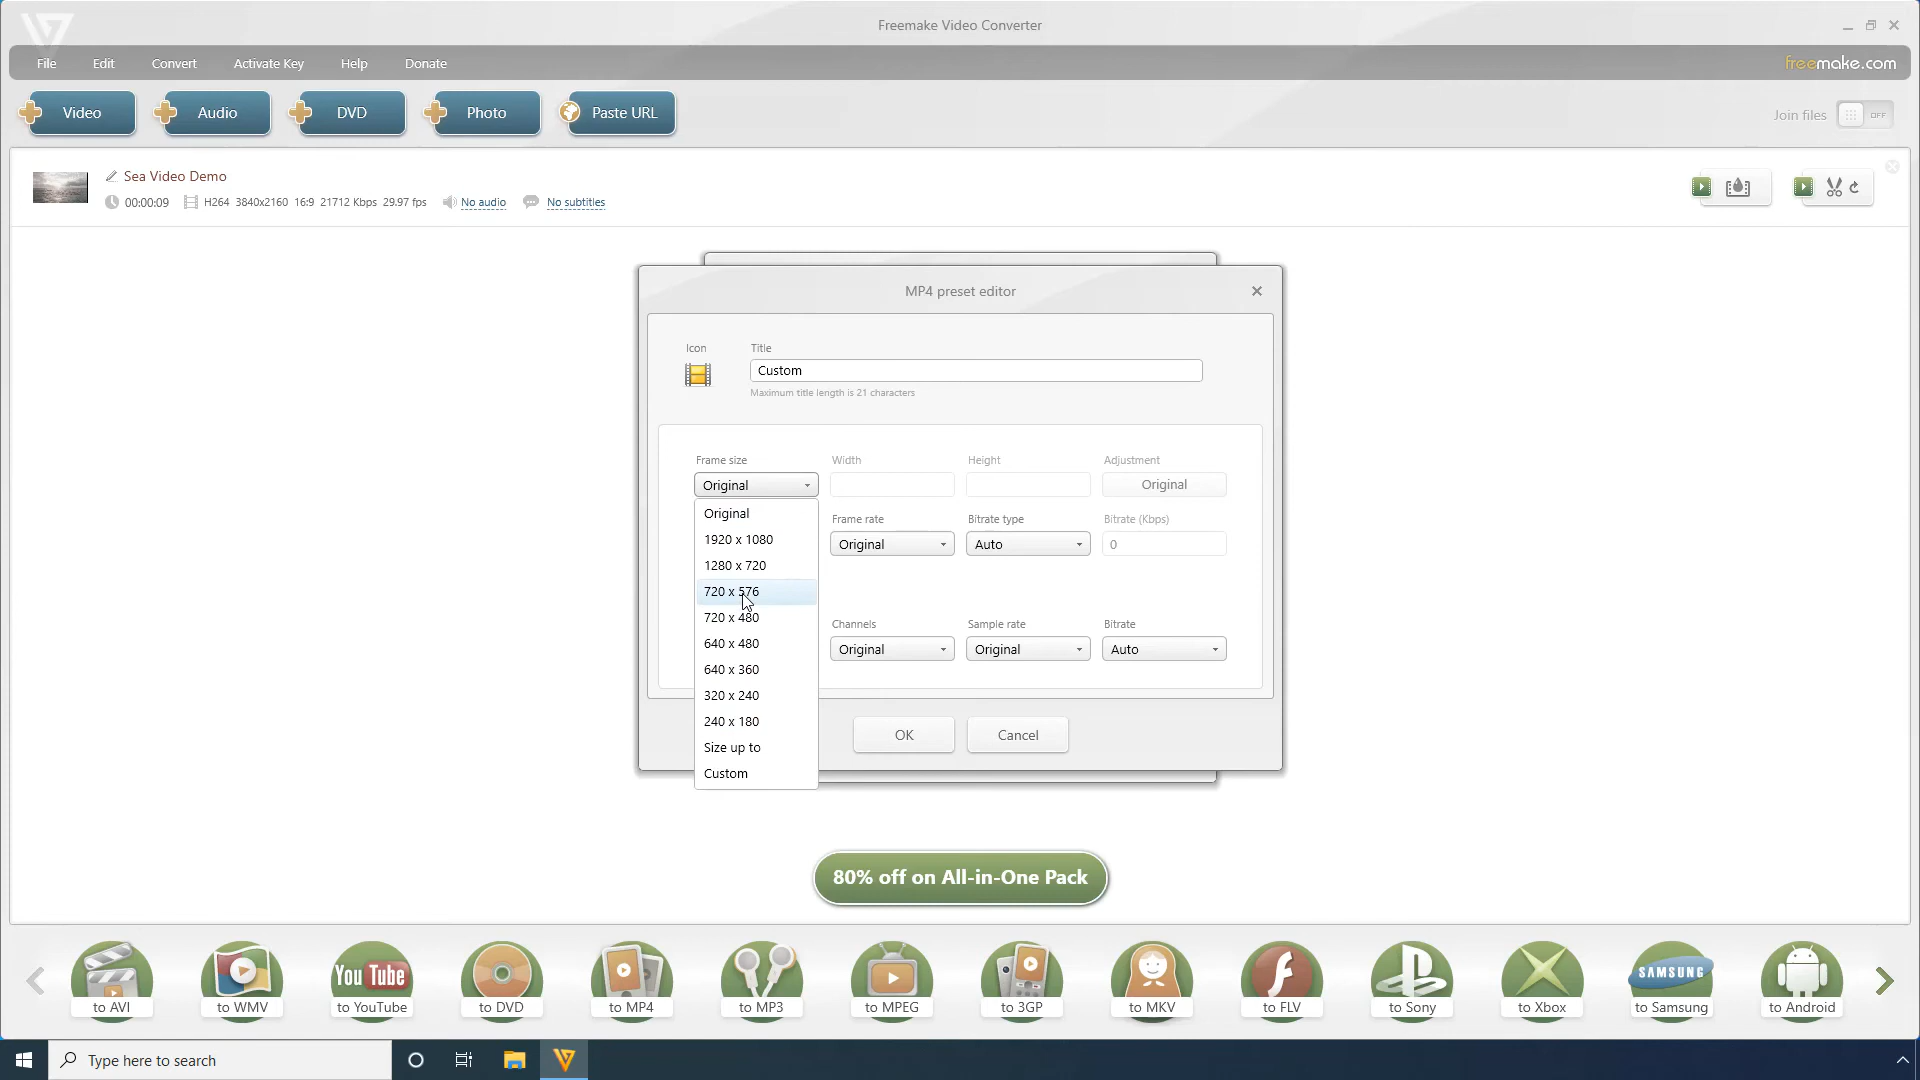 Freemake Video Converter
File Edit Convert Activate Key Help Donate freemake.com
Video Audio DVD Photo Paste URL Join files OFF
Sea Video Demo
00:00:09 H264 3840x2160 16:9 21712 Kbps 29.97 fps No audio No subtitles
MP4 preset editor
Icon Title
Custom
Maximum title length is 21 characters
Frame size Width Height Adjustment
Original Original
Original
Frame rate Bitrate type Bitrate (Kbps)
1920 x 1080
Original Auto 0
1280 x 720
720 x 576
720 x 480
Channels Sample rate Bitrate
640 x 480
Original Original Auto
640 x 360
320 x 240
240 x 180
OK Cancel
Size up to
Custom
80% off on All-in-One Pack
You Tube SAMSUNG
to AVI to WMV to YouTube to DVD to MP4 to MP3 to MPEG to 3GP to MKV to FLV to Sony to Xbox to Samsung to Android
Type here to search